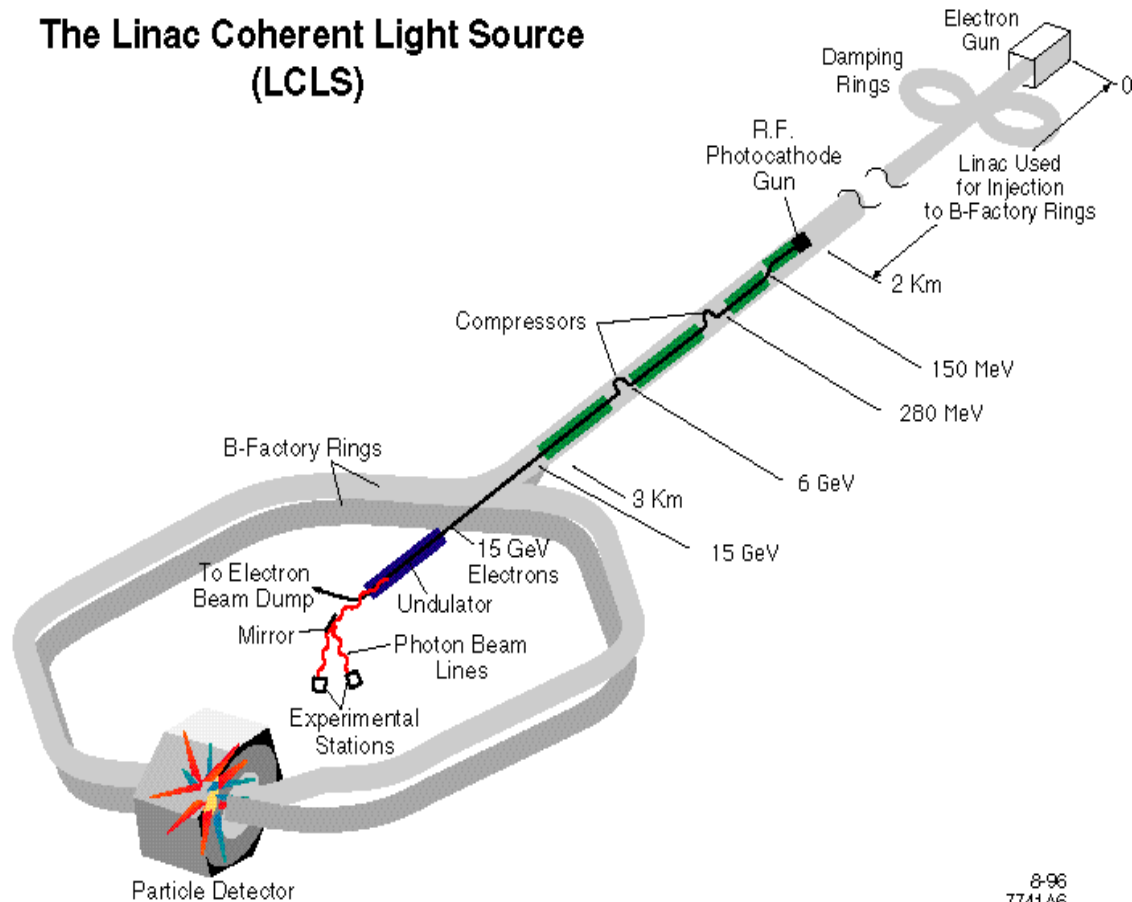 The Linac Coherent Light Source
(LCLS)
Electron
Gun
Damping
Rings
0
R.F.
Photocathode
Gun
Linac Used
for Injection
to B-Factory Rings
2 Km
Compressors
150 MeV
280 MeV
B-Factory Rings
6 GeV
3 Km
15 GeV
15 GeV
Electrons
To Electron
Beam Dump
Undulator
Mirror
Photon Beam
Lines
Experimental
Stations
Particle Detector
8-96
7741A6